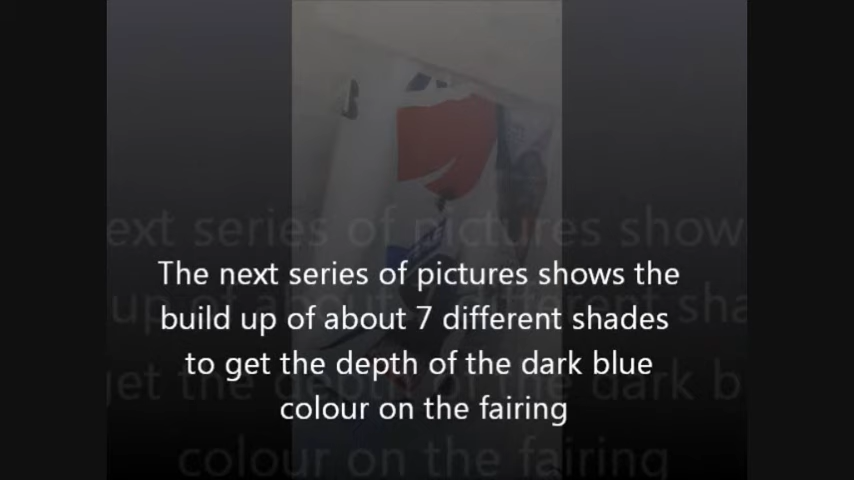 The next series of pictures shows the
build up of about 7 different shades
to get the depth of the dark blue
colour on the fairing